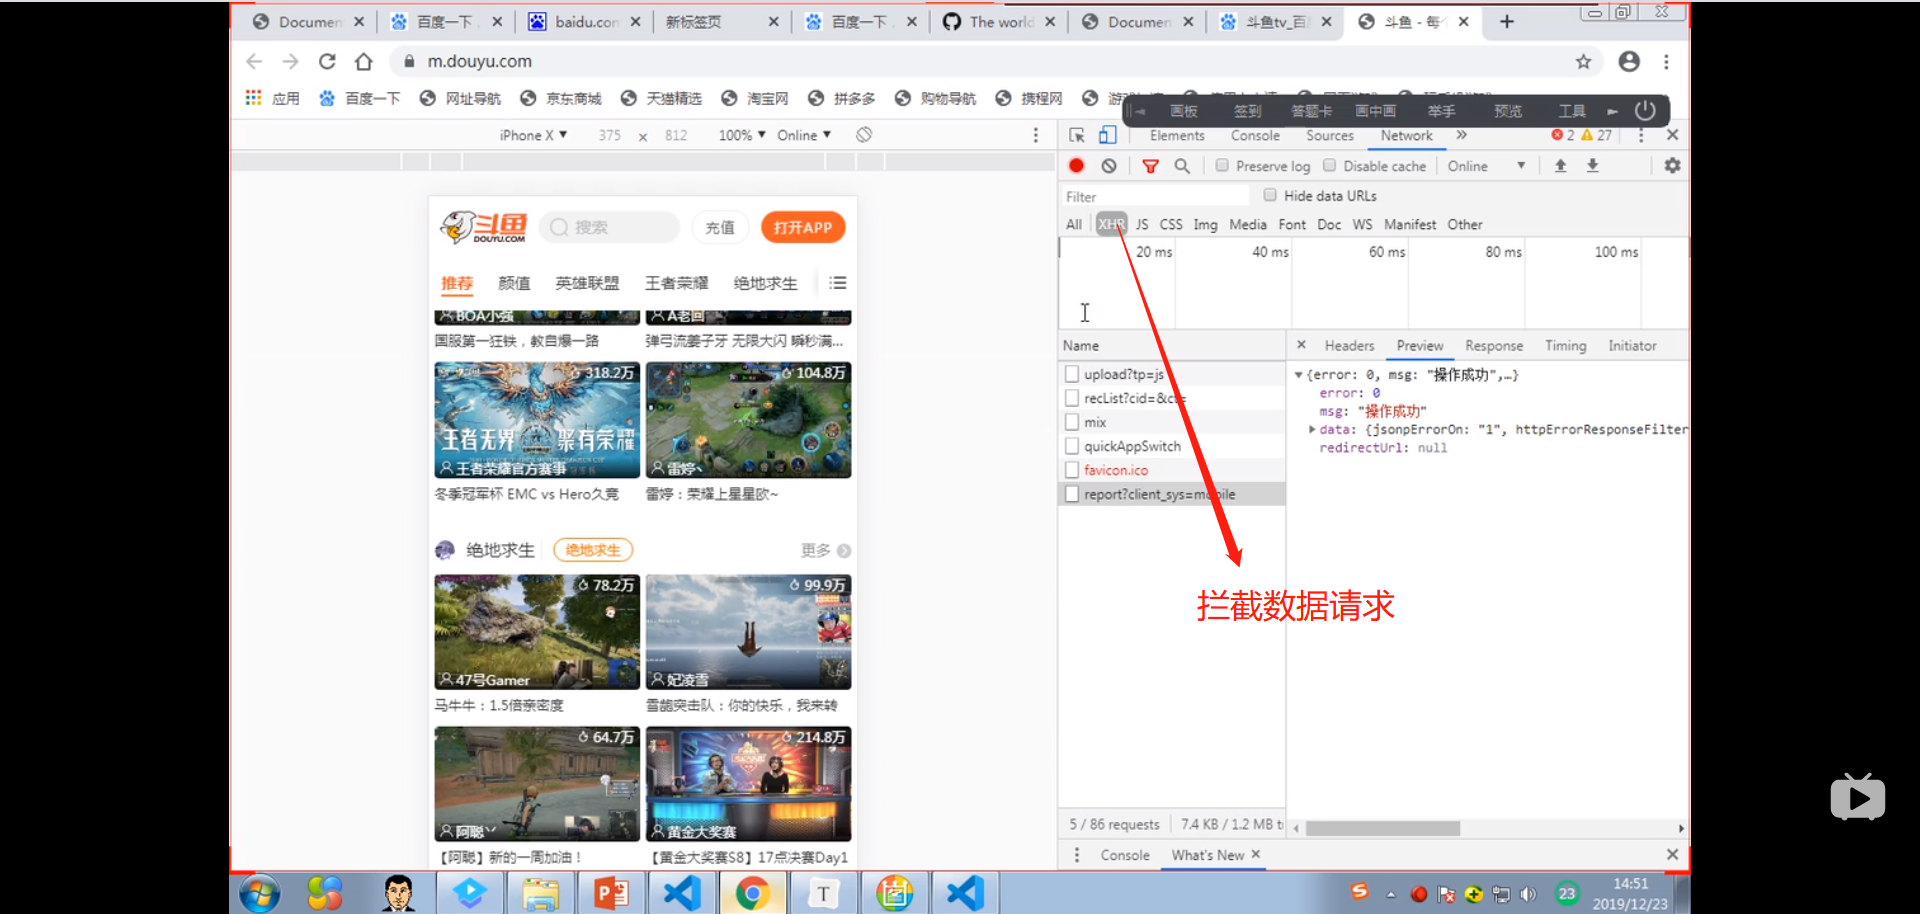 Documen
百度一下
baidu.con
新标签页
百度一下
The world
Documen
斗鱼tv_百
斗鱼 - 每
m.douyu.com
应用
百度一下
网址导航
京东商城
天猫精选
淘宝网
拼多多
购物导航
携程网
画板
签到
答题卡
画中画
举手
预览
工具
iPhone X
375
x
812
100%
Online
Elements
Console
Sources
Network
2
27
Preserve log
Disable cache
Online
Filter
Hide data URLs
All
XHR
JS
CSS
Img
Media
Font
Doc
WS
Manifest
Other
20 ms
40 ms
60 ms
80 ms
100 ms
斗鱼
DOUYU.COM
搜索
充值
打开APP
推荐
颜值
英雄联盟
王者荣耀
绝地求生
BOA小强
A老回
国服第一狂铁，教自爆一路
弹弓流姜子牙 无限大闪 瞬秒满...
318.2万
104.8万
王者无界 聚有荣耀
王者荣耀官方赛事
雷婷丶
冬季冠军杯 EMC vs Hero久竞
雷婷：荣耀上星星欧~
绝地求生
绝地求生
更多
78.2万
99.9万
47号Gamer
妃凌雪
马牛牛：1.5倍亲密度
雪龅突击队：你的快乐，我来转
64.7万
214.8万
阿聪丷
黄金大奖赛
【阿聪】新的一周加油！
【黄金大奖赛S8】17点决赛Day1
Name
upload?tp=js
recList?cid=&ct=
mix
quickAppSwitch
favicon.ico
report?client_sys=mobile
Headers
Preview
Response
Timing
Initiator
{error: 0, msg: "操作成功",…}
error: 0
msg: "操作成功"
data: {jsonpErrorOn: "1", httpErrorResponseFilter
redirectUrl: null
拦截数据请求
5 / 86 requests
7.4 KB / 1.2 MB t
Console
What's New
T
23
14:51
2019/12/23